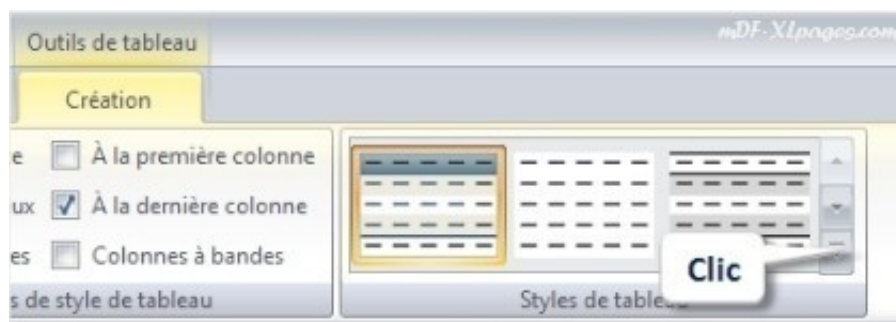 Outils de tableau
mDF-XLpages.com
Création
e À la première colonne
ux À la dernière colonne
es Colonnes à bandes
Clic
s de style de tableau
Styles de tableau